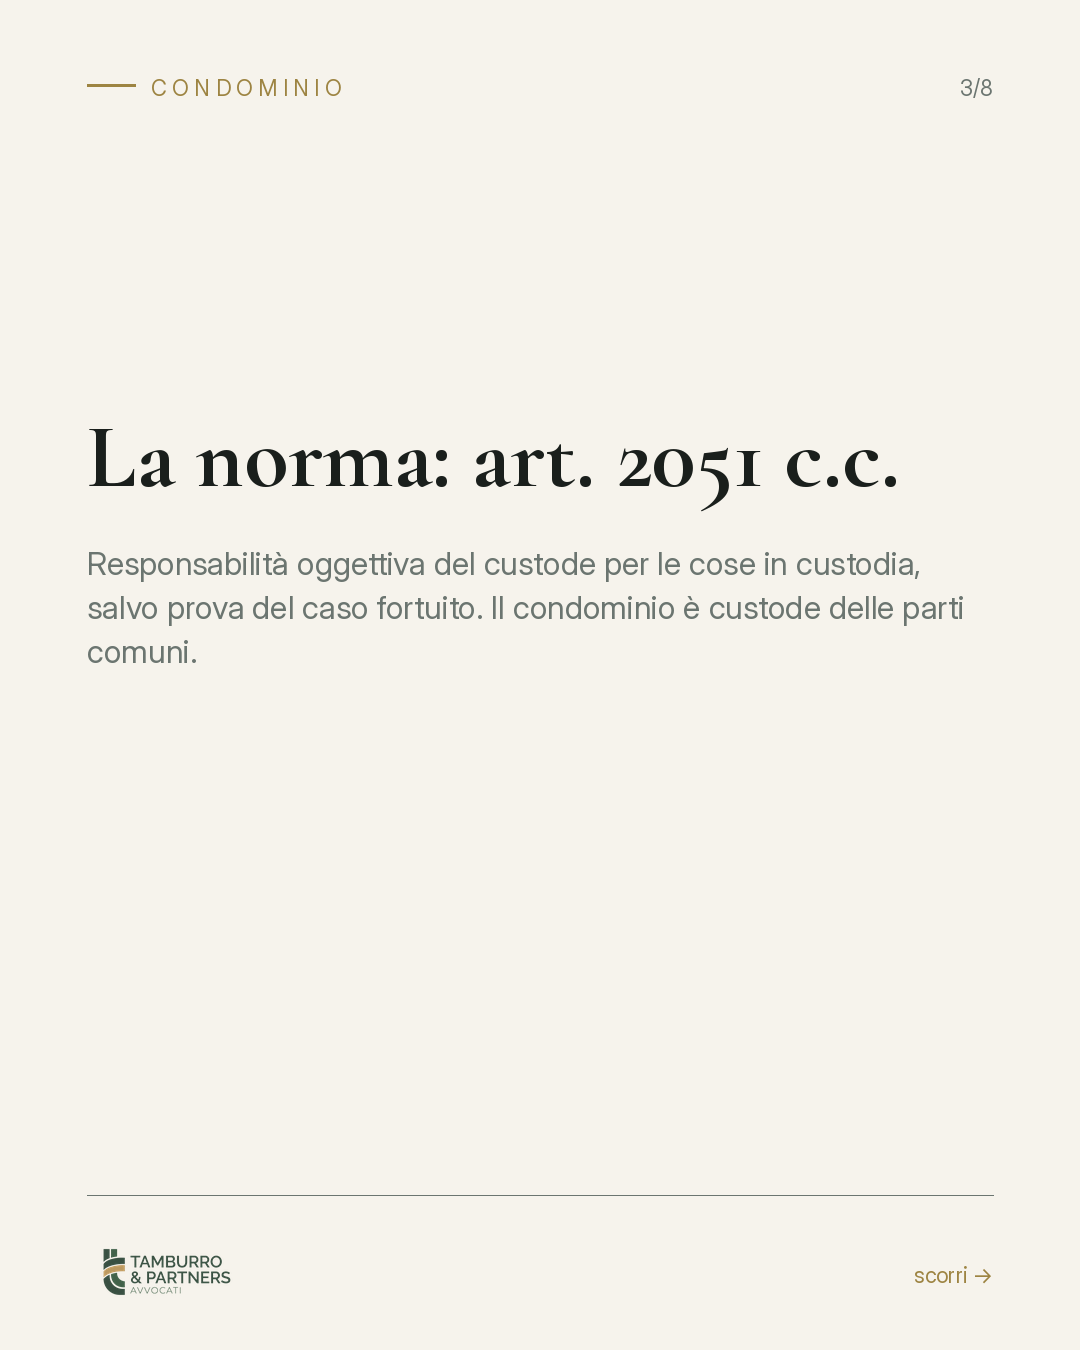 CONDOMINIO
3/8
La norma: art. 2051 c.c.
Responsabilità oggettiva del custode per le cose in custodia,
salvo prova del caso fortuito. Il condominio è custode delle parti
comuni.
TAMBURRO
& PARTNERS
AVVOCATI
scorri →